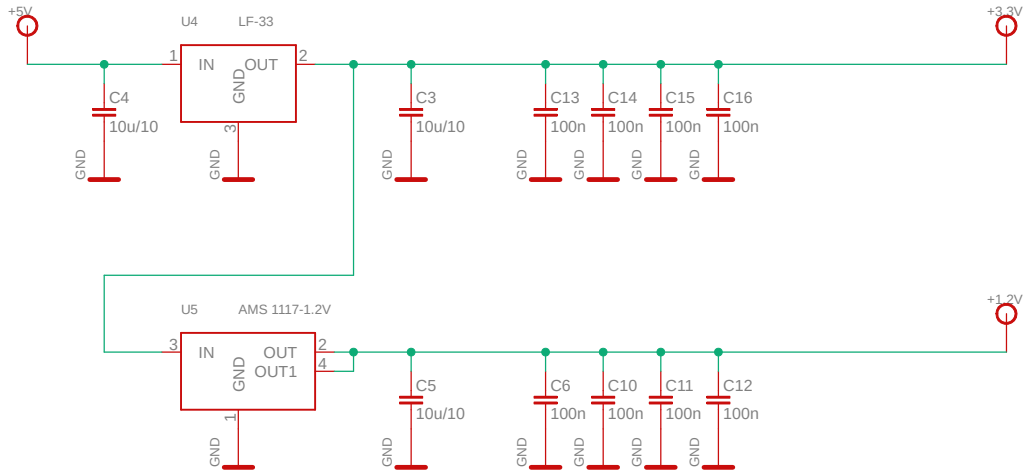 +5V
+3.3V
U4 LF-33
1 IN OUT 2
GND
3
C4
10u/10
C3
10u/10
C13
100n
C14
100n
C15
100n
C16
100n
GND
GND
GND
GND
GND
GND
GND
U5 AMS 1117-1.2V
+1.2V
3 IN OUT 2
OUT1 4
GND
1
C5
10u/10
C6
100n
C10
100n
C11
100n
C12
100n
GND
GND
GND
GND
GND
GND